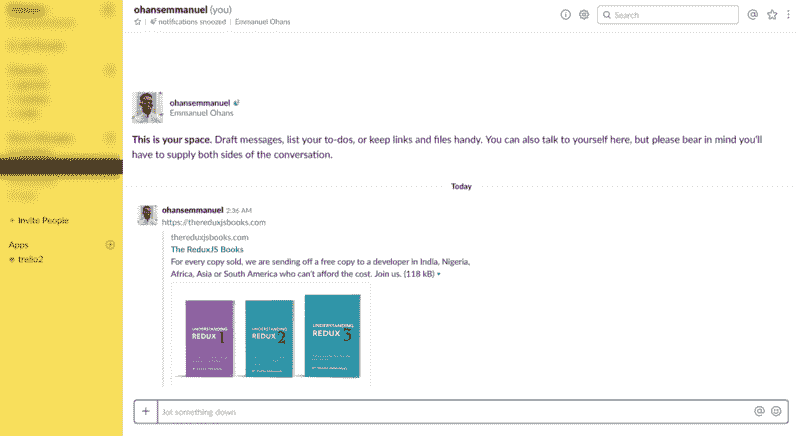 ohansemmanuel (you)
notifications snoozed | Emmanuel Ohans
Search
ohansemmanuel
Emmanuel Ohans
This is your space. Draft messages, list your to-dos, or keep links and files handy. You can also talk to yourself here, but please bear in mind you'll
have to supply both sides of the conversation.
Today
Invite People
Apps
trello2
ohansemmanuel 2:36 AM
https://thereduxjsbooks.com
thereduxjsbooks.com
The ReduxJS Books
For every copy sold, we are sending off a free copy to a developer in India, Nigeria,
Africa, Asia or South America who can't afford the cost. Join us. (118 kB)
UNDERSTANDING
REDUX 1
UNDERSTANDING
REDUX 2
UNDERSTANDING
REDUX 3
Jot something down